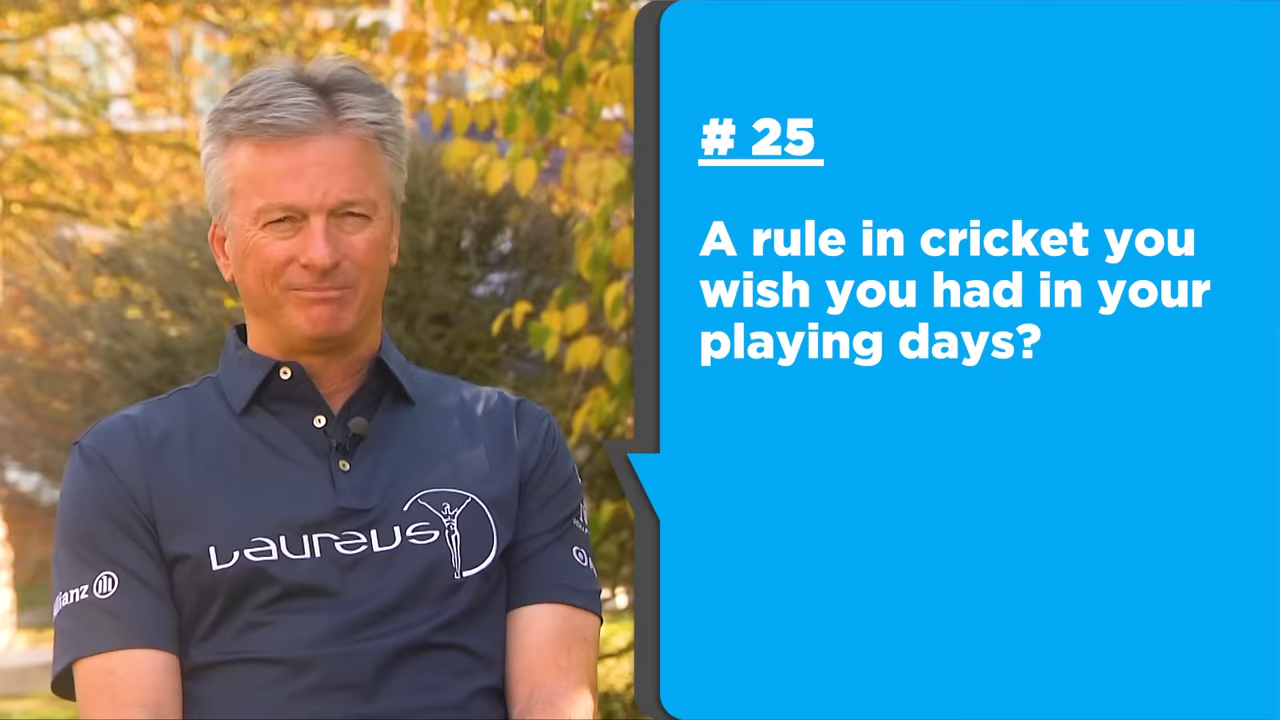 # 25
A rule in cricket you
wish you had in your
playing days?
Laureus